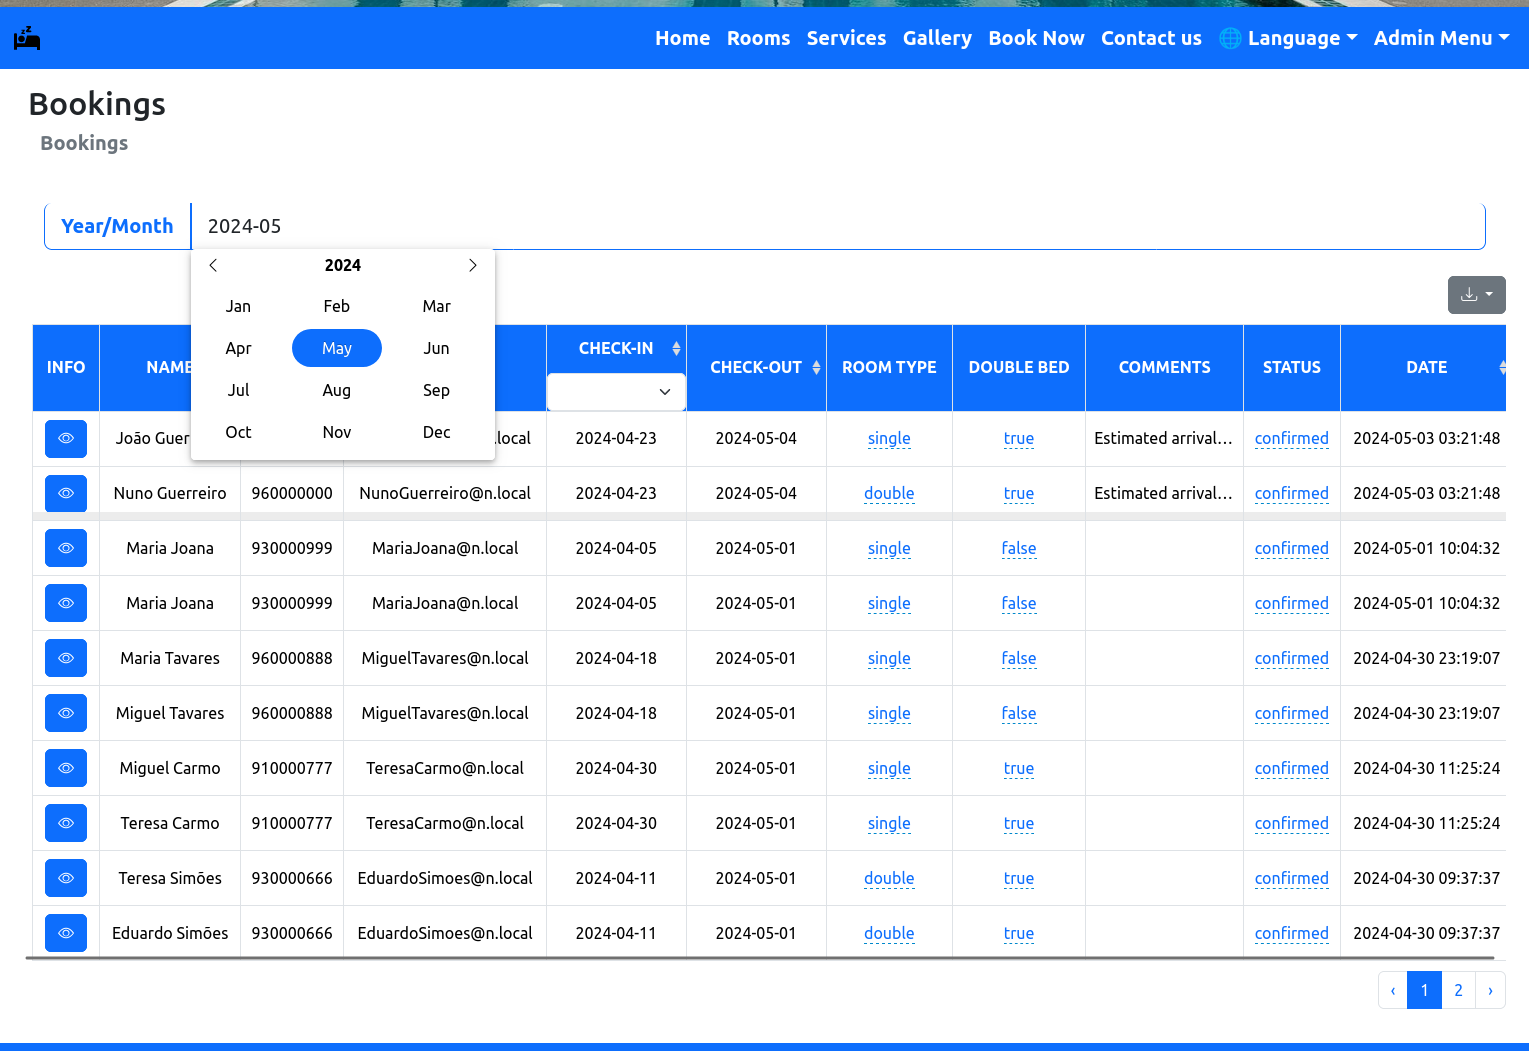 Home Rooms Services Gallery Book Now Contact us 🌐 Language Admin Menu
Bookings
Bookings
Year/Month 2024-05
2024
Jan Feb Mar
Apr May Jun
Jul Aug Sep
Oct Nov Dec
INFO NAME CHECK-IN CHECK-OUT ROOM TYPE DOUBLE BED COMMENTS STATUS DATE
João Guer .local 2024-04-23 2024-05-04 single true Estimated arrival… confirmed 2024-05-03 03:21:48
Nuno Guerreiro 960000000 NunoGuerreiro@n.local 2024-04-23 2024-05-04 double true Estimated arrival… confirmed 2024-05-03 03:21:48
Maria Joana 930000999 MariaJoana@n.local 2024-04-05 2024-05-01 single false confirmed 2024-05-01 10:04:32
Maria Joana 930000999 MariaJoana@n.local 2024-04-05 2024-05-01 single false confirmed 2024-05-01 10:04:32
Maria Tavares 960000888 MiguelTavares@n.local 2024-04-18 2024-05-01 single false confirmed 2024-04-30 23:19:07
Miguel Tavares 960000888 MiguelTavares@n.local 2024-04-18 2024-05-01 single false confirmed 2024-04-30 23:19:07
Miguel Carmo 910000777 TeresaCarmo@n.local 2024-04-30 2024-05-01 single true confirmed 2024-04-30 11:25:24
Teresa Carmo 910000777 TeresaCarmo@n.local 2024-04-30 2024-05-01 single true confirmed 2024-04-30 11:25:24
Teresa Simões 930000666 EduardoSimoes@n.local 2024-04-11 2024-05-01 double true confirmed 2024-04-30 09:37:37
Eduardo Simões 930000666 EduardoSimoes@n.local 2024-04-11 2024-05-01 double true confirmed 2024-04-30 09:37:37
‹ 1 2 ›